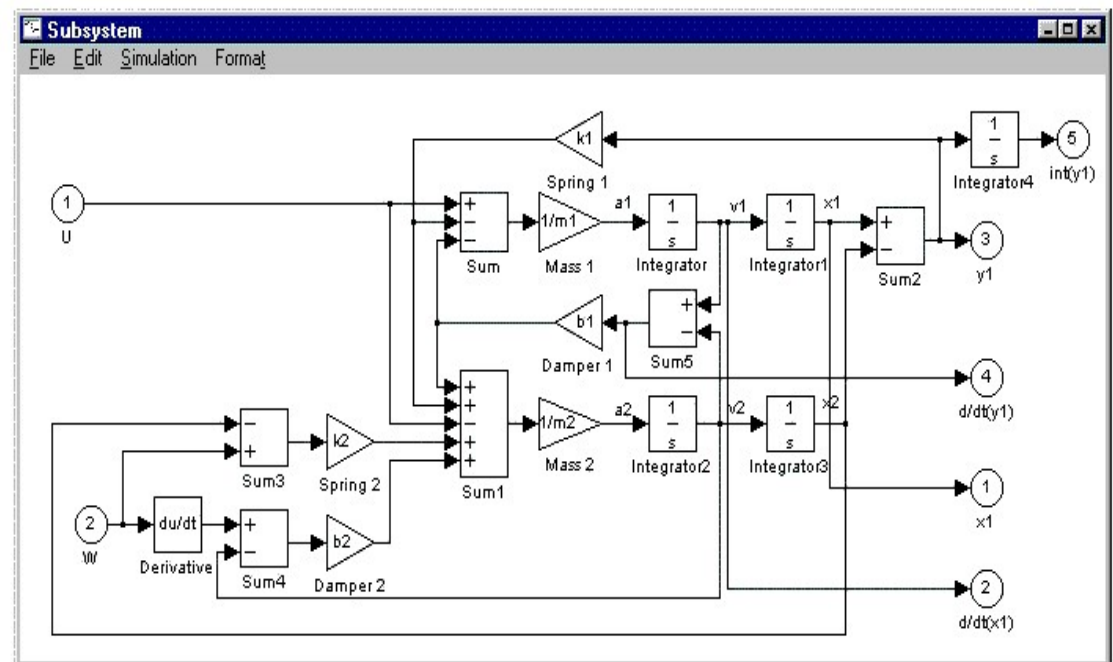 Subsystem
File Edit Simulation Format
k1
Spring 1
1
s
Integrator4
5
int(y1)
1
U
+
−
−
Sum
1/m1
Mass 1
a1
1
s
Integrator
v1
1
s
Integrator1
x1
+
−
Sum2
3
y1
b1
Damper 1
+
−
Sum5
4
d/dt(y1)
+
+
−
+
+
Sum1
1/m2
Mass 2
a2
1
s
Integrator2
v2
1
s
Integrator3
x2
−
+
Sum3
k2
Spring 2
1
x1
2
W
du/dt
Derivative
+
−
Sum4
b2
Damper 2
2
d/dt(x1)